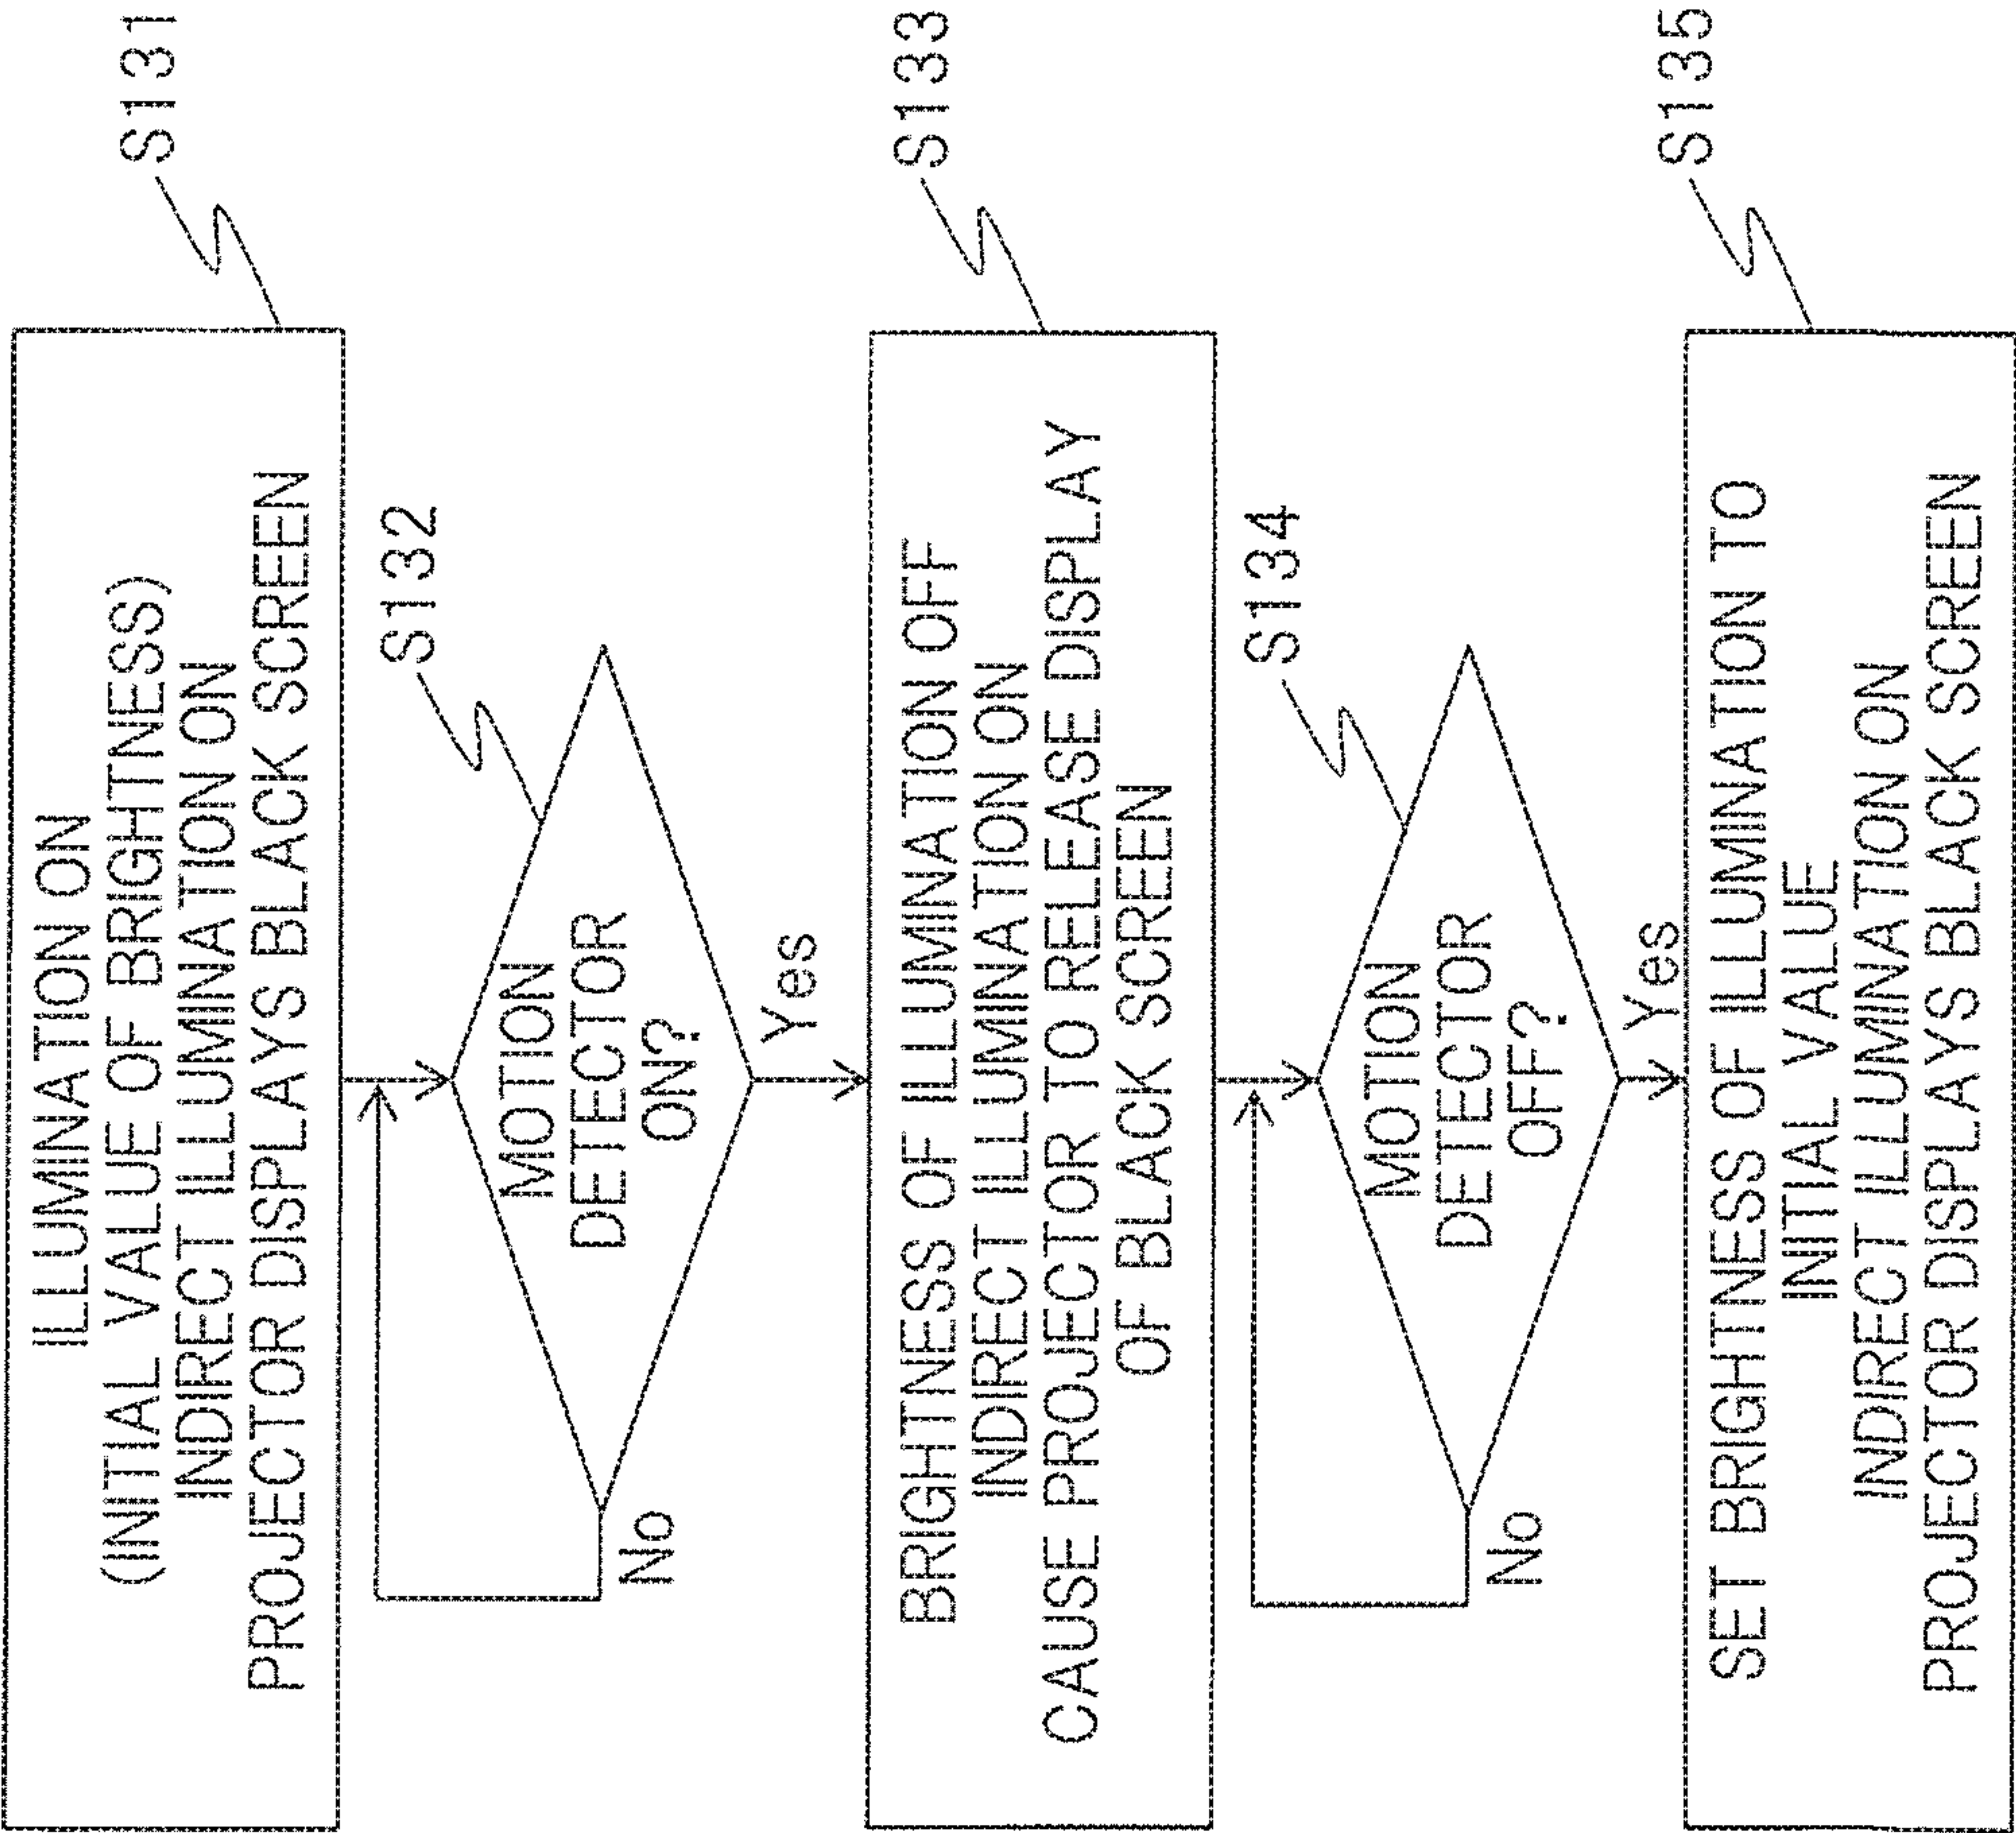 S131
ILLUMINATION ON
(INITIAL VALUE OF BRIGHTNESS)
INDIRECT ILLUMINATION ON
PROJECTOR DISPLAYS BLACK SCREEN
S132
MOTION
DETECTOR
ON?
No
Yes
S133
BRIGHTNESS OF ILLUMINATION OFF
INDIRECT ILLUMINATION ON
CAUSE PROJECTOR TO RELEASE DISPLAY
OF BLACK SCREEN
S134
MOTION
DETECTOR
OFF?
No
Yes
S135
SET BRIGHTNESS OF ILLUMINATION TO
INITIAL VALUE
INDIRECT ILLUMINATION ON
PROJECTOR DISPLAYS BLACK SCREEN